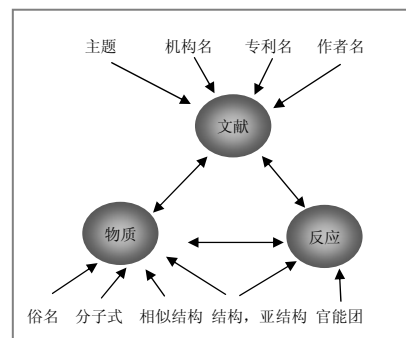 主题 机构名 专利名 作者名
文献
物质 反应
俗名 分子式 相似结构 结构，亚结构 官能团